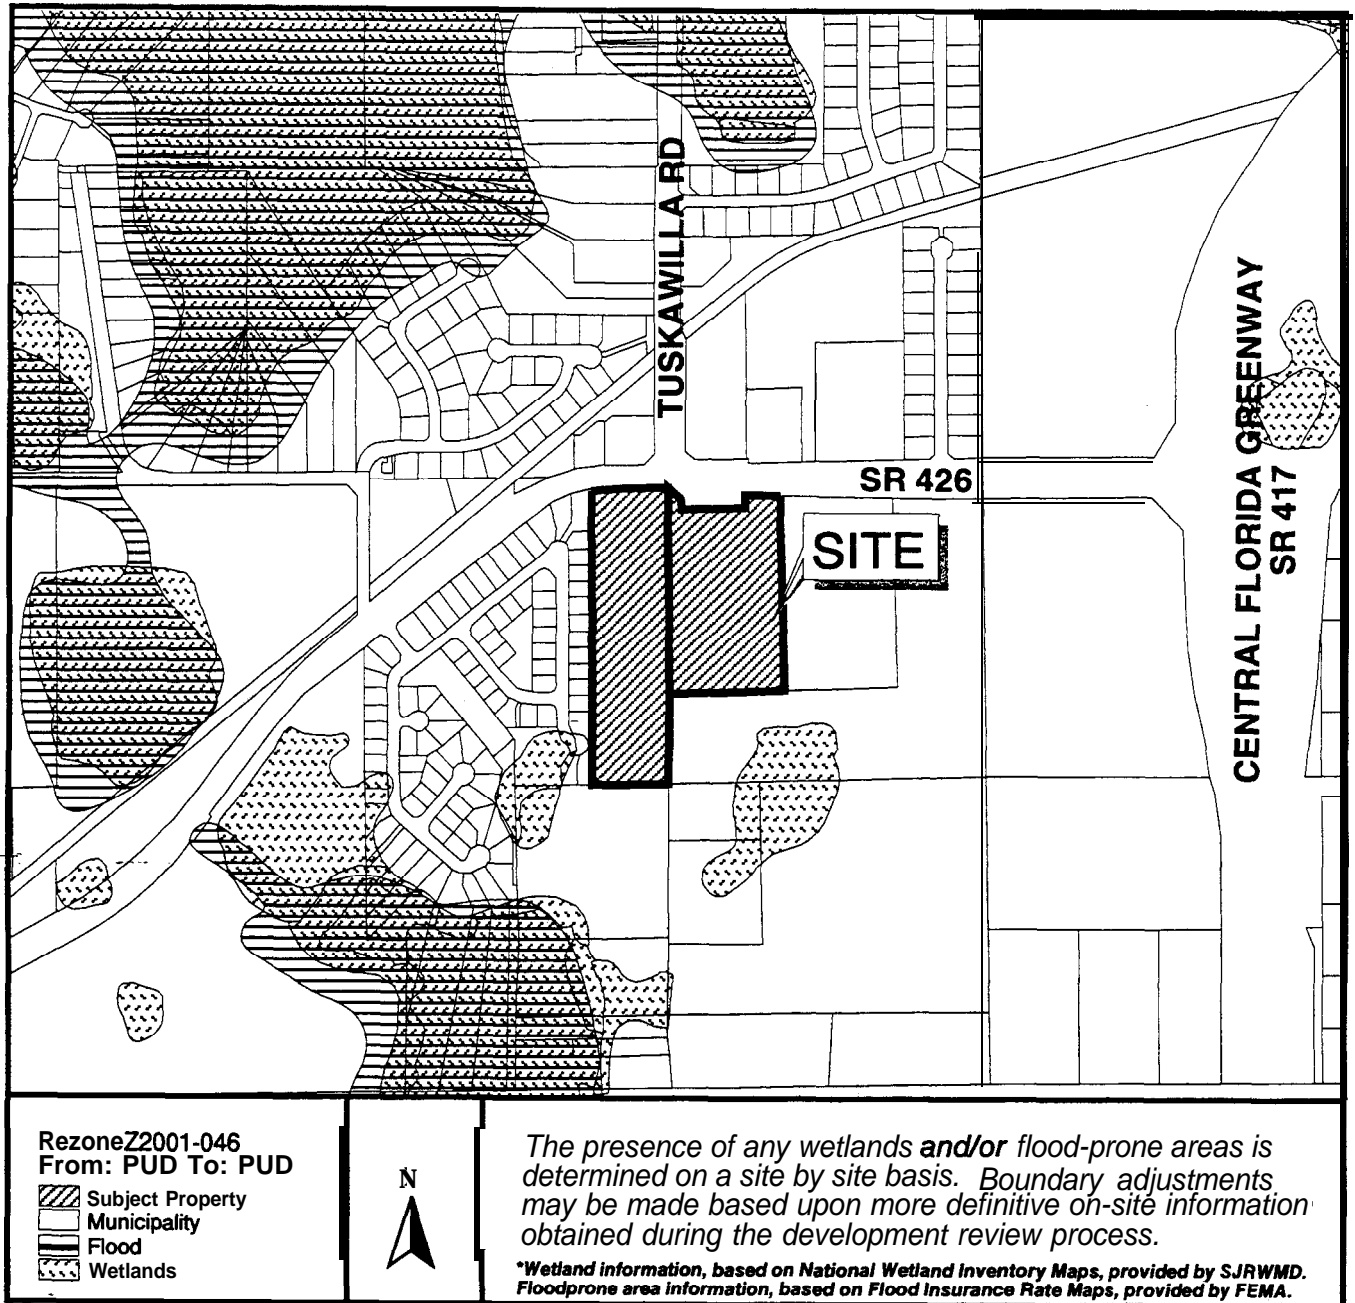 TUSKAWILLA RD
SR 426
SITE
CENTRAL FLORIDA GREENWAY
SR 417
RezoneZ2001-046
From: PUD To: PUD
Subject Property
Municipality
Flood
Wetlands
N
The presence of any wetlands and/or flood-prone areas is
determined on a site by site basis. Boundary adjustments
may be made based upon more definitive on-site information
obtained during the development review process.
*Wetland information, based on National Wetland Inventory Maps, provided by SJRWMD.
Floodprone area information, based on Flood Insurance Rate Maps, provided by FEMA.